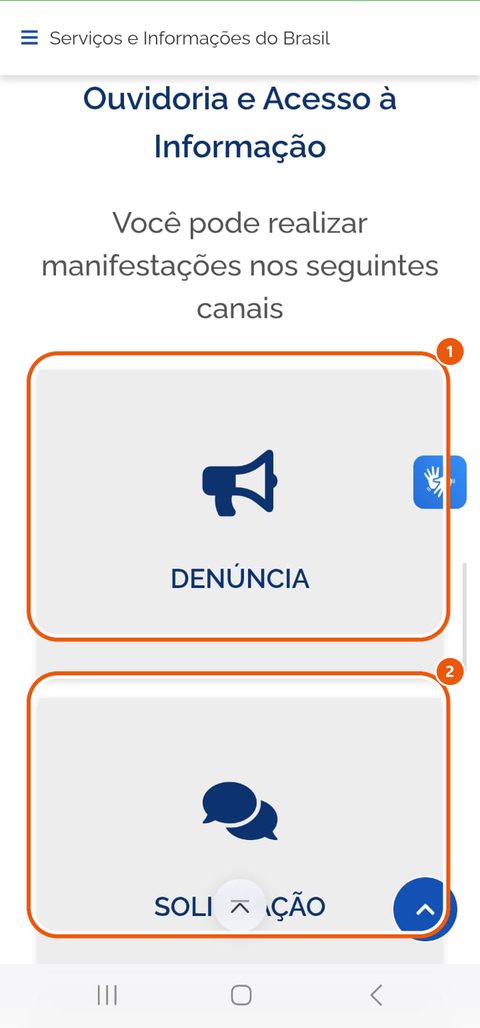 Serviços e Informações do Brasil
Ouvidoria e Acesso à
Informação
Você pode realizar
manifestações nos seguintes
canais
1
DENÚNCIA
2